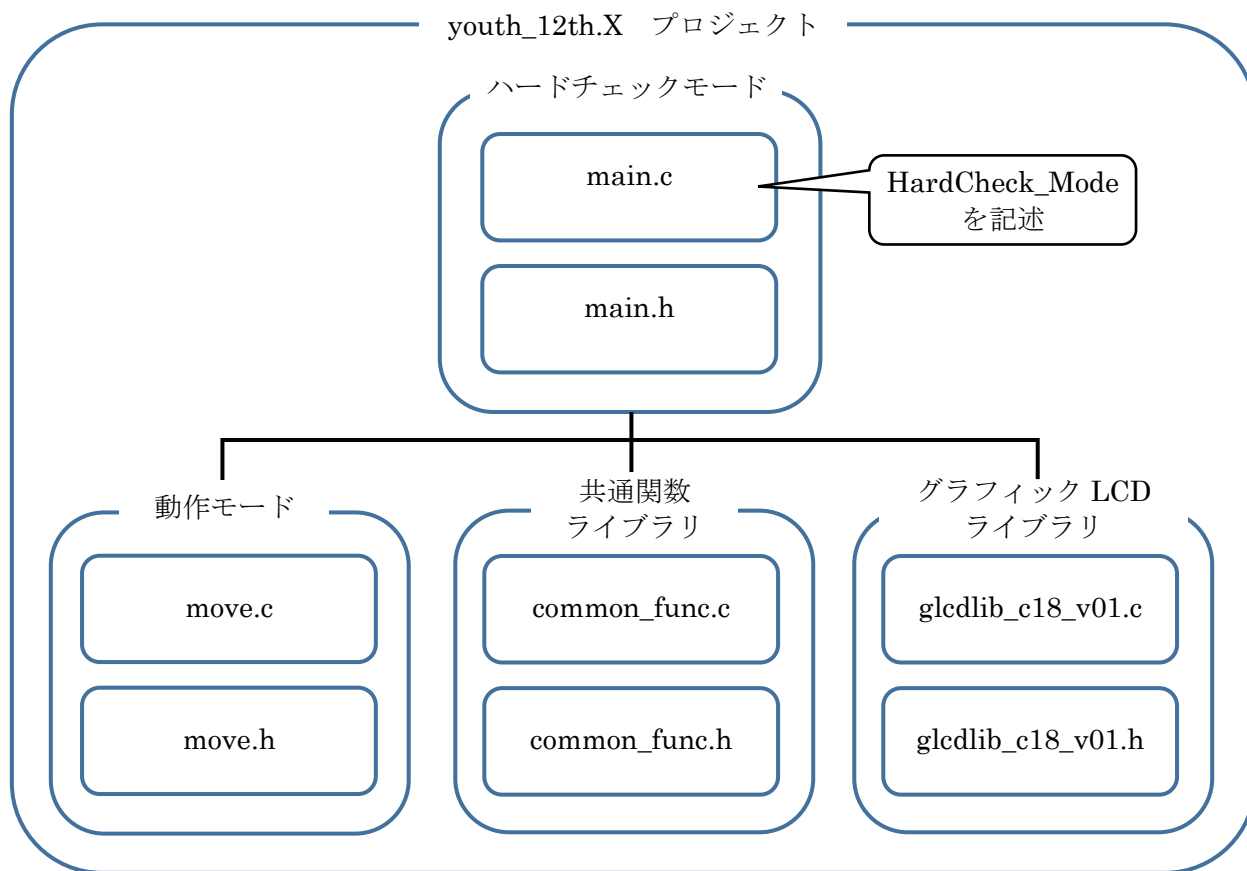 youth_12th.X　プロジェクト
ハードチェックモード
main.c
HardCheck_Mode
を記述
main.h
動作モード
move.c
move.h
共通関数
ライブラリ
common_func.c
common_func.h
グラフィック LCD
ライブラリ
glcdlib_c18_v01.c
glcdlib_c18_v01.h